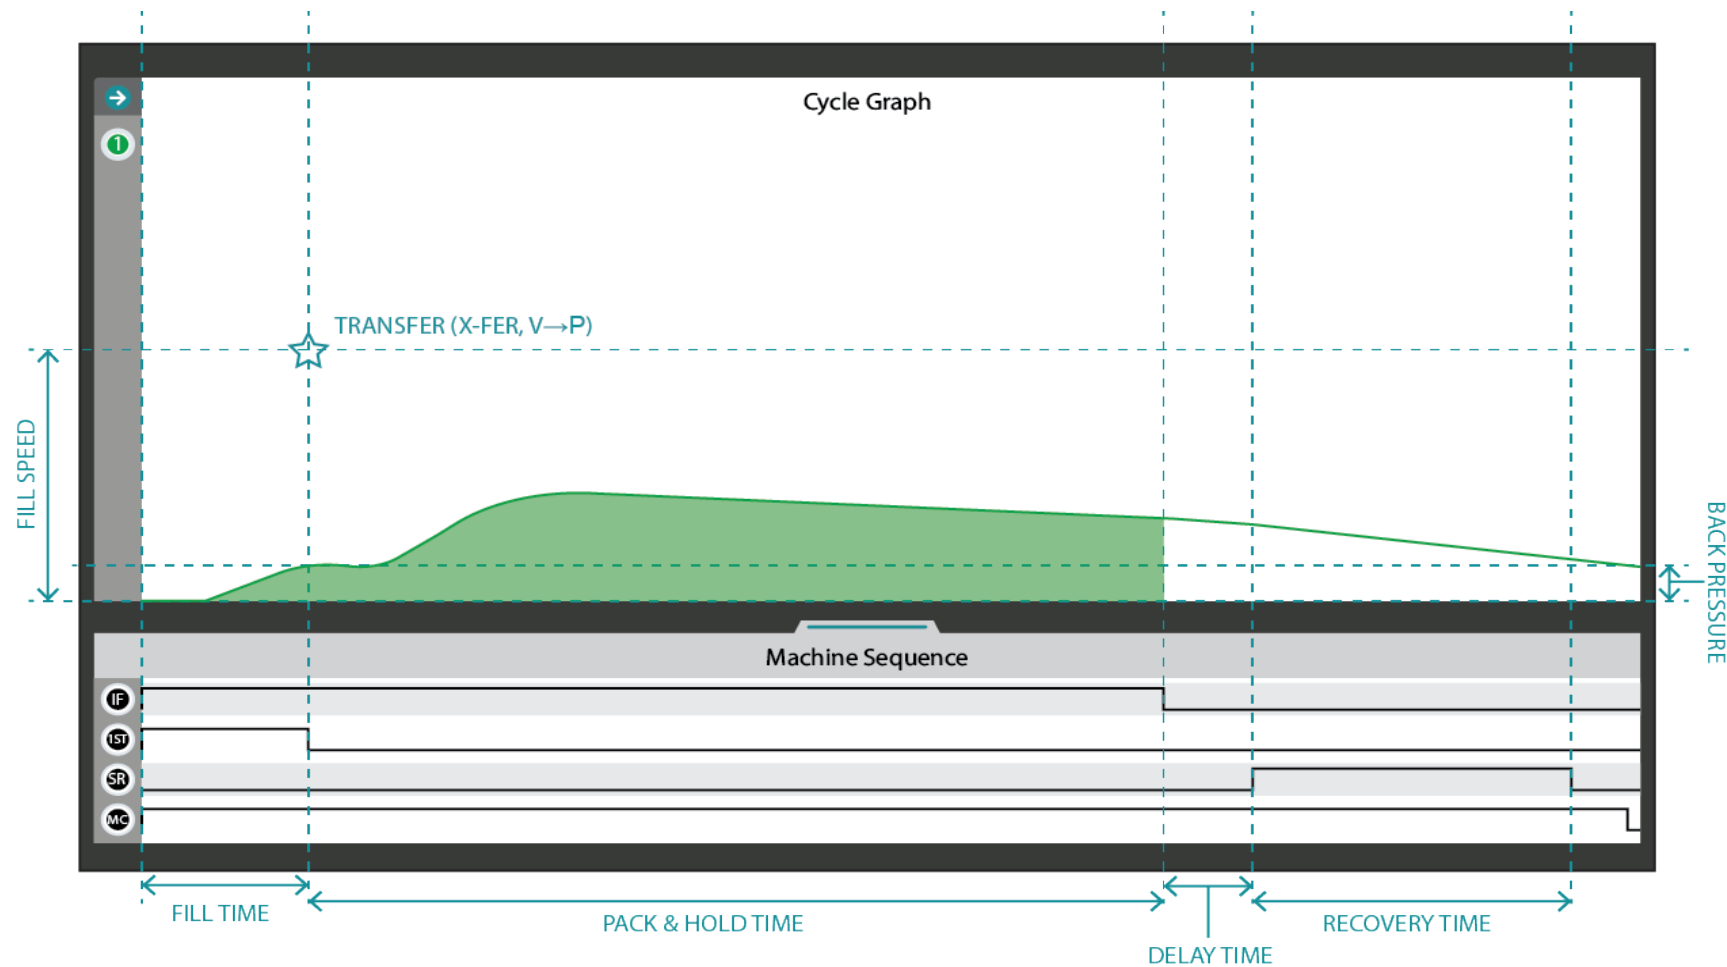 Cycle Graph
1
TRANSFER (X-FER, V→P)
FILL SPEED
BACK PRESSURE
Machine Sequence
IF
1ST
SR
MC
FILL TIME
PACK & HOLD TIME
RECOVERY TIME
DELAY TIME